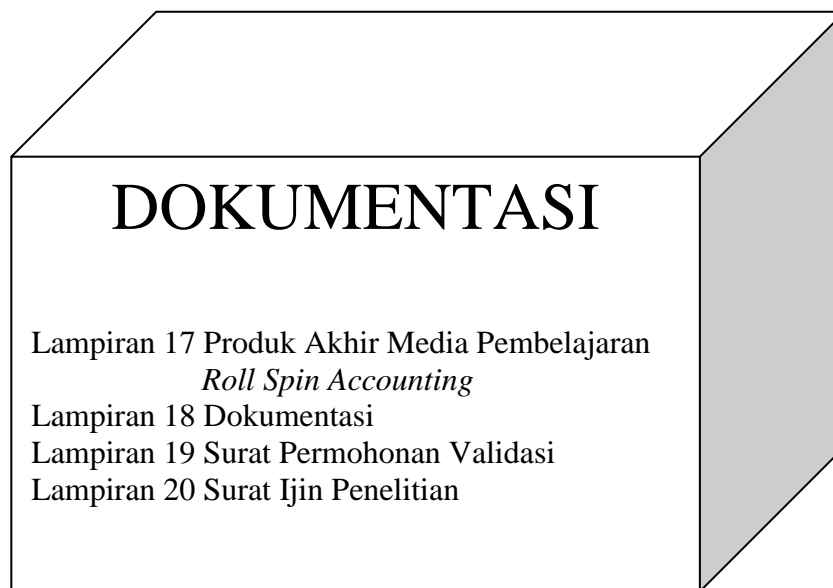 DOKUMENTASI
Lampiran 17 Produk Akhir Media Pembelajaran
Roll Spin Accounting
Lampiran 18 Dokumentasi
Lampiran 19 Surat Permohonan Validasi
Lampiran 20 Surat Ijin Penelitian